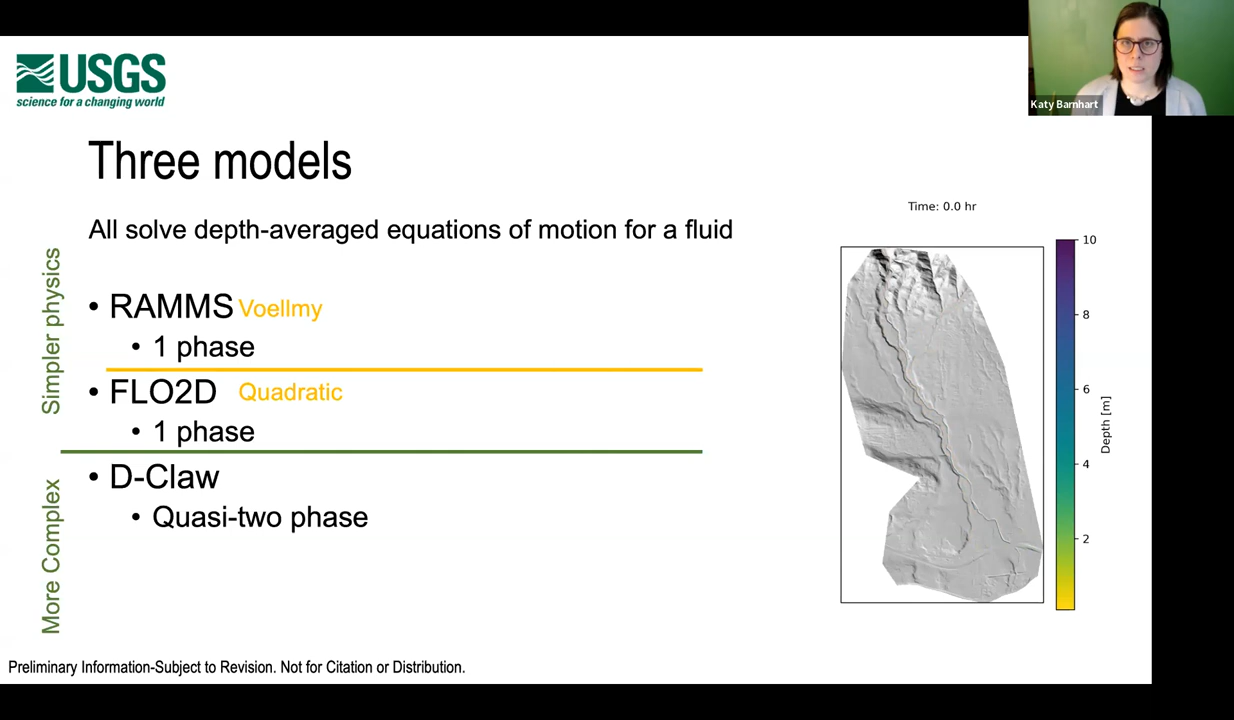 USGS
science for a changing world
Katy Barnhart
Three models
All solve depth-averaged equations of motion for a fluid
Simpler physics
• RAMMS Voellmy
• 1 phase
• FLO2D Quadratic
• 1 phase
More Complex
• D-Claw
• Quasi-two phase
Time: 0.0 hr
10
8
6
4
2
Depth [m]
Preliminary Information-Subject to Revision. Not for Citation or Distribution.